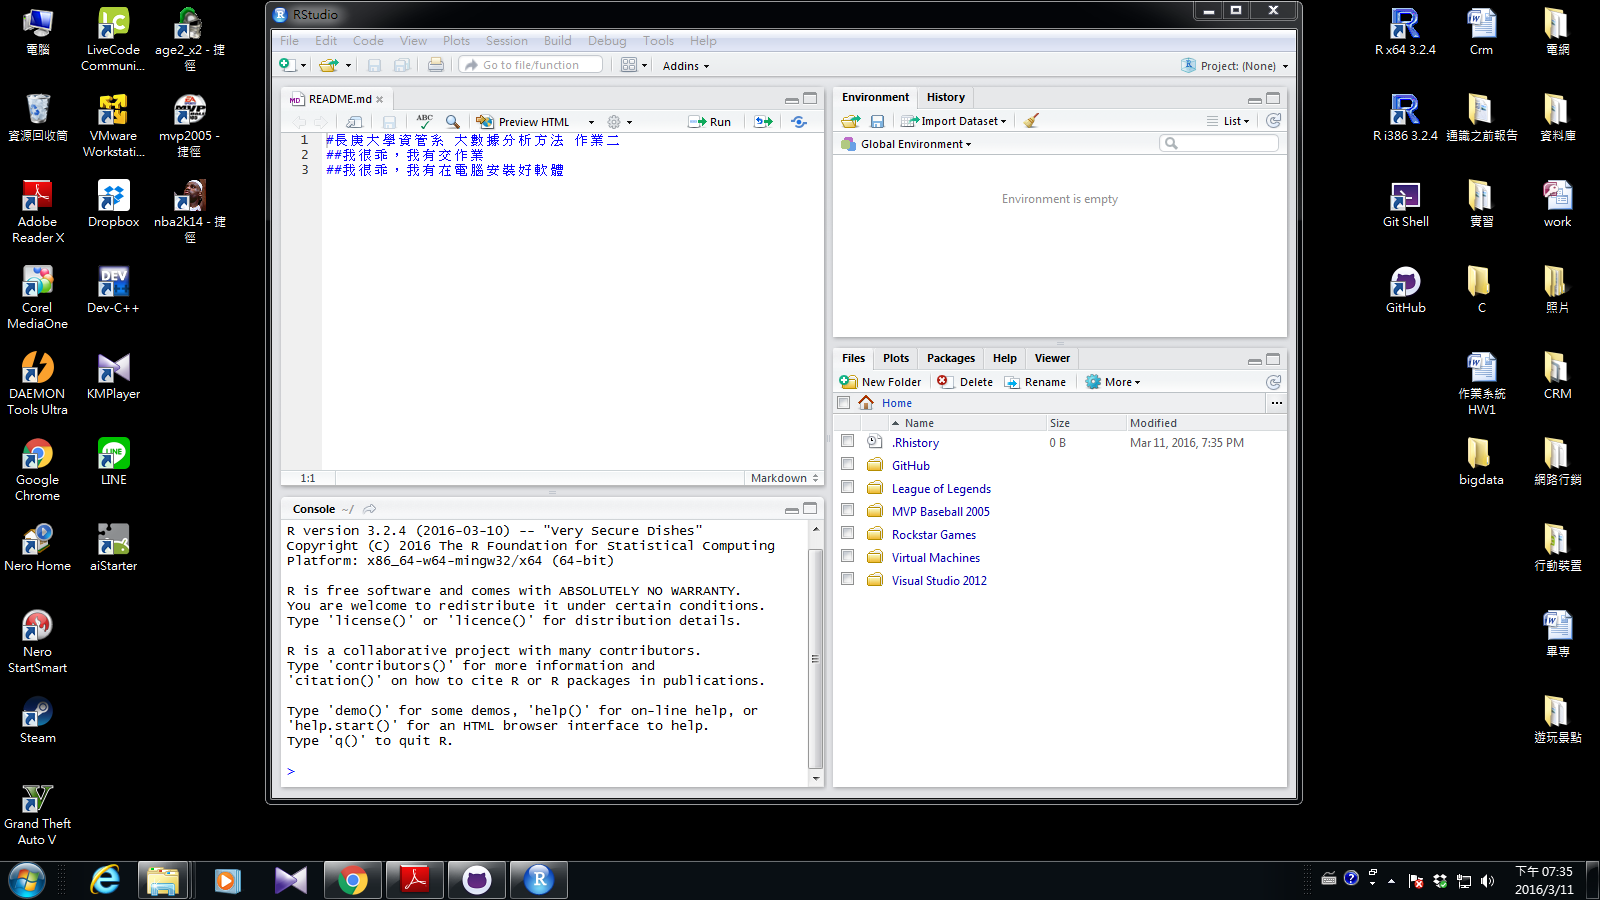 RStudio
File Edit Code View Plots Session Build Debug Tools Help
Go to file/function
Addins
Project: (None)
README.md
ABC
Preview HTML
Run
1 #長庚大學資管系 大數據分析方法 作業二
2 ##我很乖，我有交作業
3 ##我很乖，我有在電腦安裝好軟體
1:1
Markdown
Console ~/
R version 3.2.4 (2016-03-10) -- "Very Secure Dishes"
Copyright (C) 2016 The R Foundation for Statistical Computing
Platform: x86_64-w64-mingw32/x64 (64-bit)
R is free software and comes with ABSOLUTELY NO WARRANTY.
You are welcome to redistribute it under certain conditions.
Type 'license()' or 'licence()' for distribution details.
R is a collaborative project with many contributors.
Type 'contributors()' for more information and
'citation()' on how to cite R or R packages in publications.
Type 'demo()' for some demos, 'help()' for on-line help, or
'help.start()' for an HTML browser interface to help.
Type 'q()' to quit R.
>
Environment History
Import Dataset
List
Global Environment
Environment is empty
Files Plots Packages Help Viewer
New Folder Delete Rename More
Home
Name Size Modified
.Rhistory 0 B Mar 11, 2016, 7:35 PM
GitHub
League of Legends
MVP Baseball 2005
Rockstar Games
Virtual Machines
Visual Studio 2012
電腦
資源回收筒
Adobe
Reader X
Corel
MediaOne
DAEMON
Tools Ultra
Google
Chrome
Nero Home
Nero
StartSmart
Steam
Grand Theft
Auto V
LiveCode
Communi...
VMware
Workstati...
Dropbox
Dev-C++
KMPlayer
LINE
aiStarter
age2_x2 - 捷
徑
mvp2005 -
捷徑
nba2k14 - 捷
徑
R x64 3.2.4
R i386 3.2.4
Git Shell
GitHub
Crm
通識之前報告
實習
C
作業系統
HW1
bigdata
電網
資料庫
work
照片
CRM
網路行銷
行動裝置
畢專
遊玩景點
下午 07:35
2016/3/11